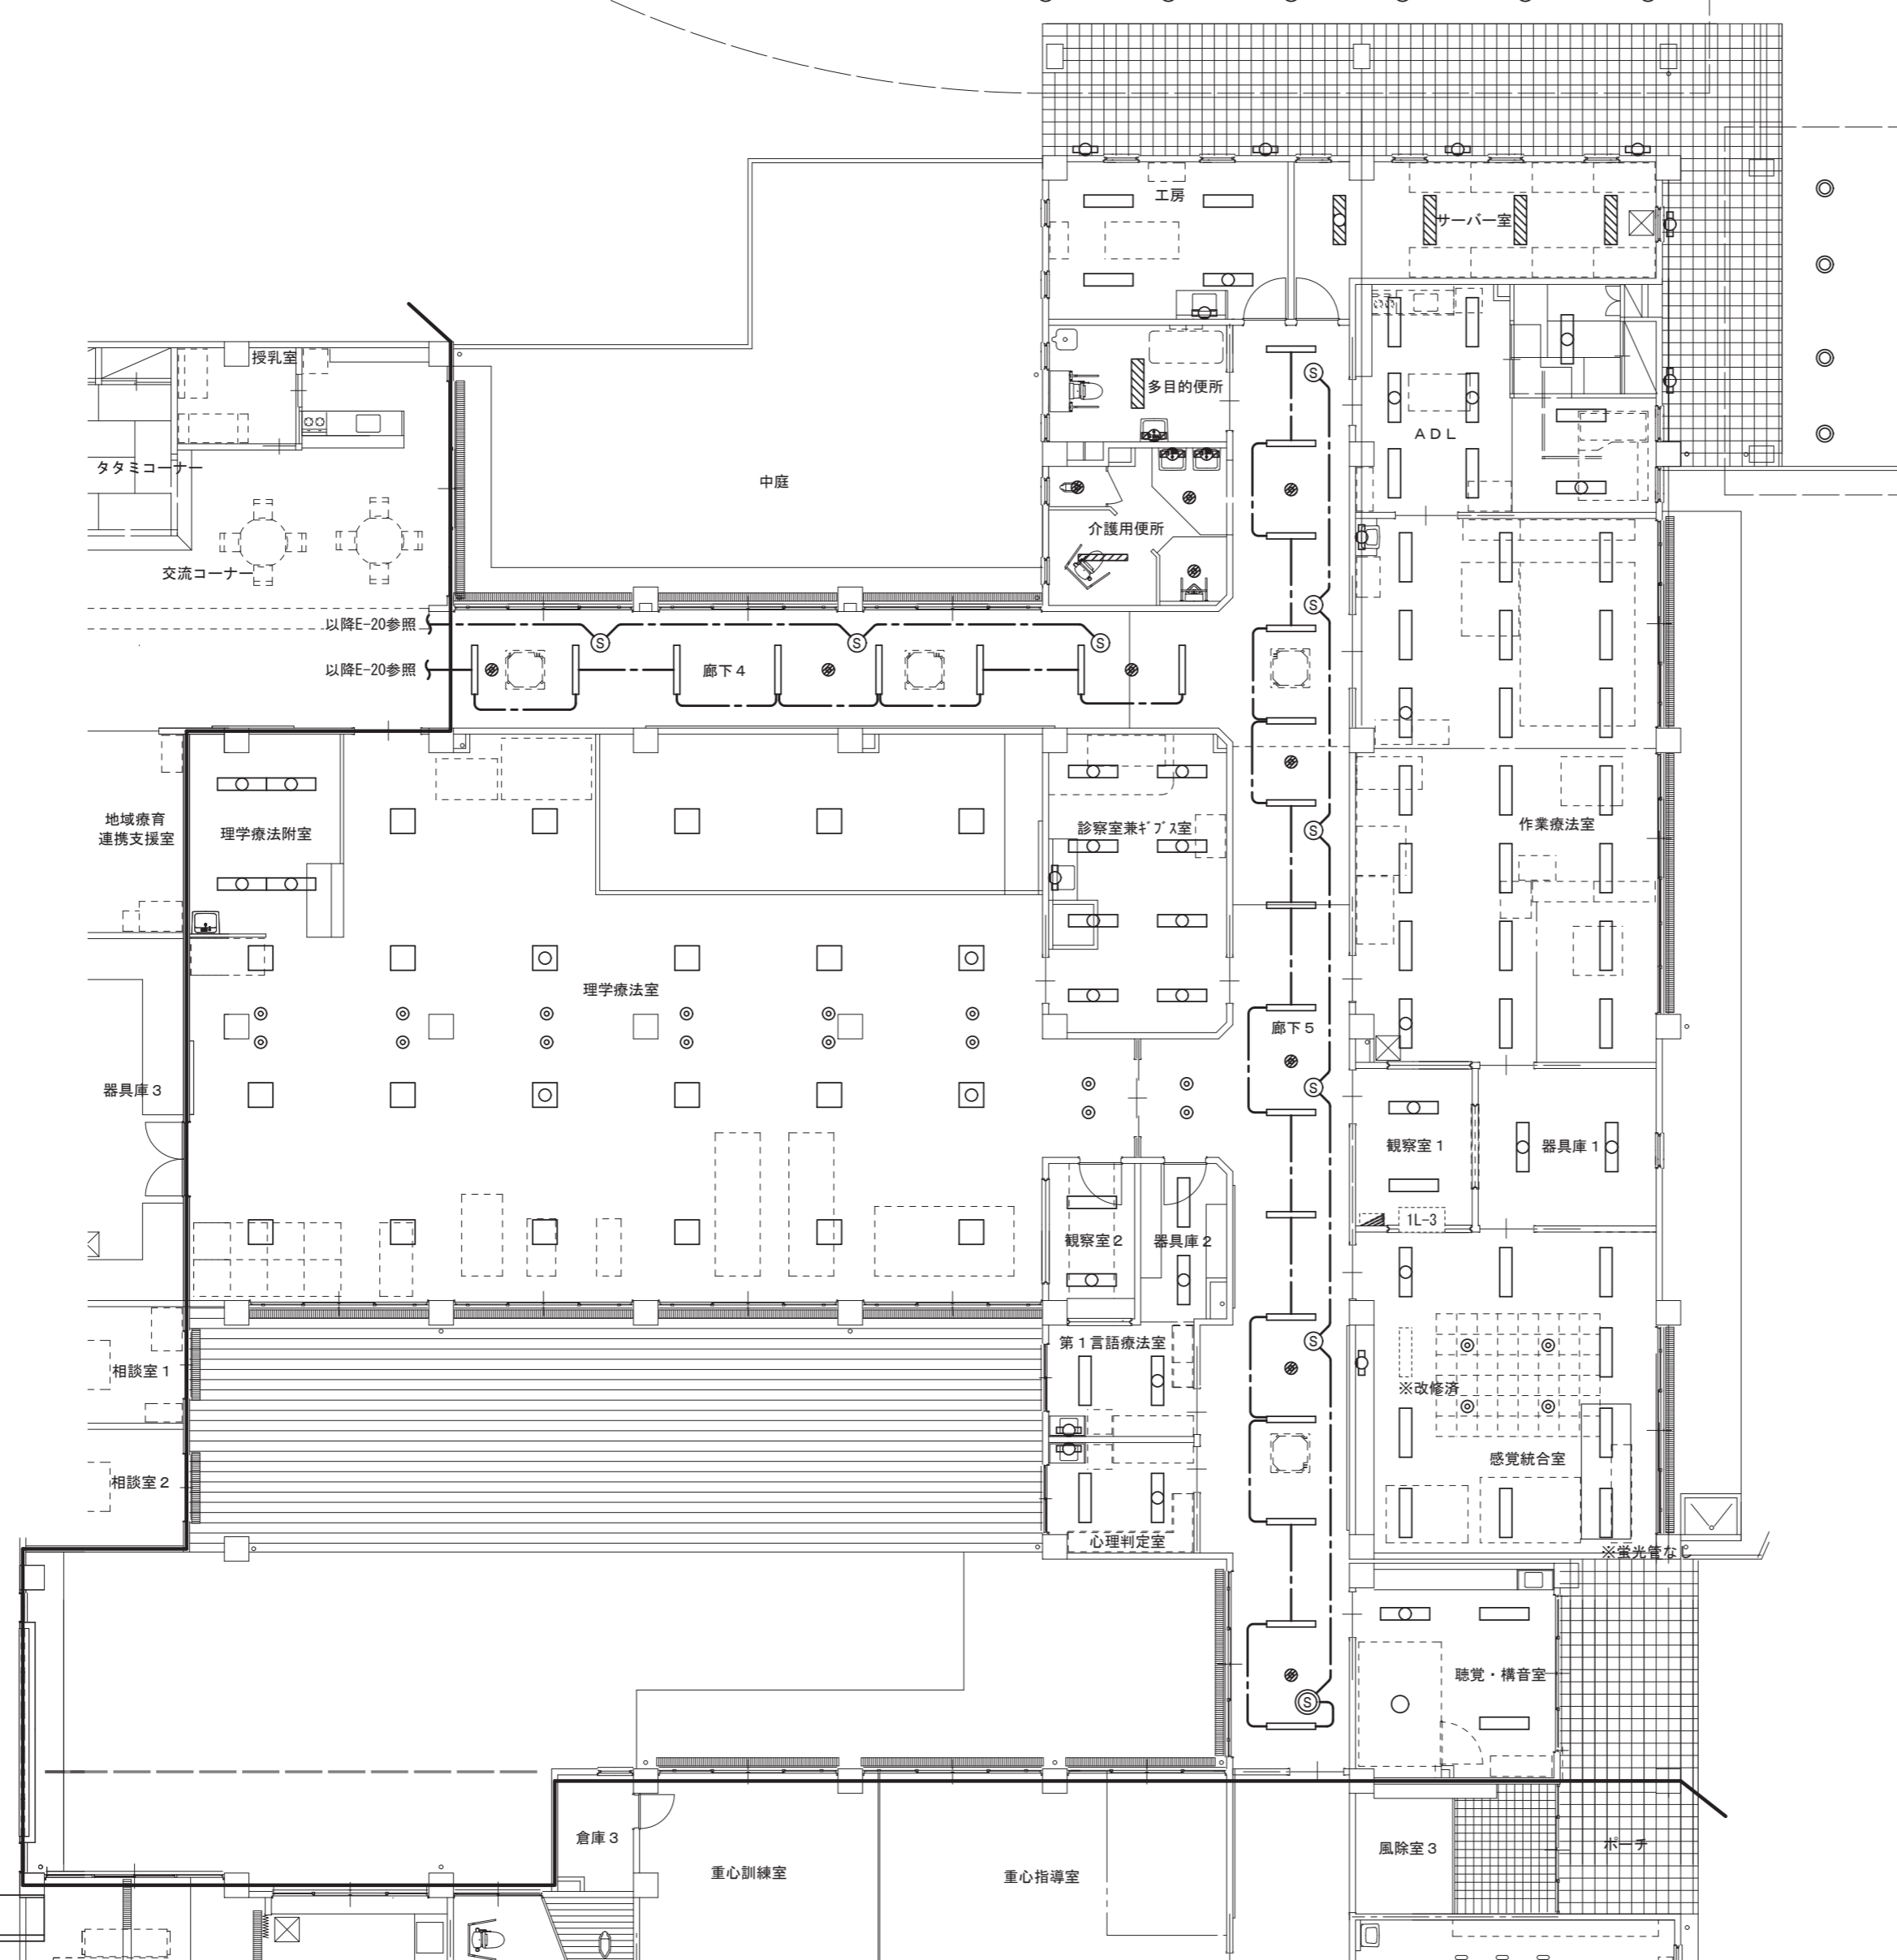 工房
サーバー室
授乳室
多目的便所
ADL
タタミコーナー
中庭
介護用便所
交流コーナー
以降E-20参照
以降E-20参照
廊下4
地域療育
連携支援室
理学療法附室
診察室兼ギプス室
作業療法室
理学療法室
廊下5
器具庫3
観察室1
器具庫1
1L-3
観察室2
器具庫2
第1言語療法室
相談室1
※改修済
感覚統合室
相談室2
心理判定室
※蛍光管なし
聴覚・構音室
倉庫3
重心訓練室
重心指導室
風除室3
ポーチ
S
S
S
S
S
S
S
S
S